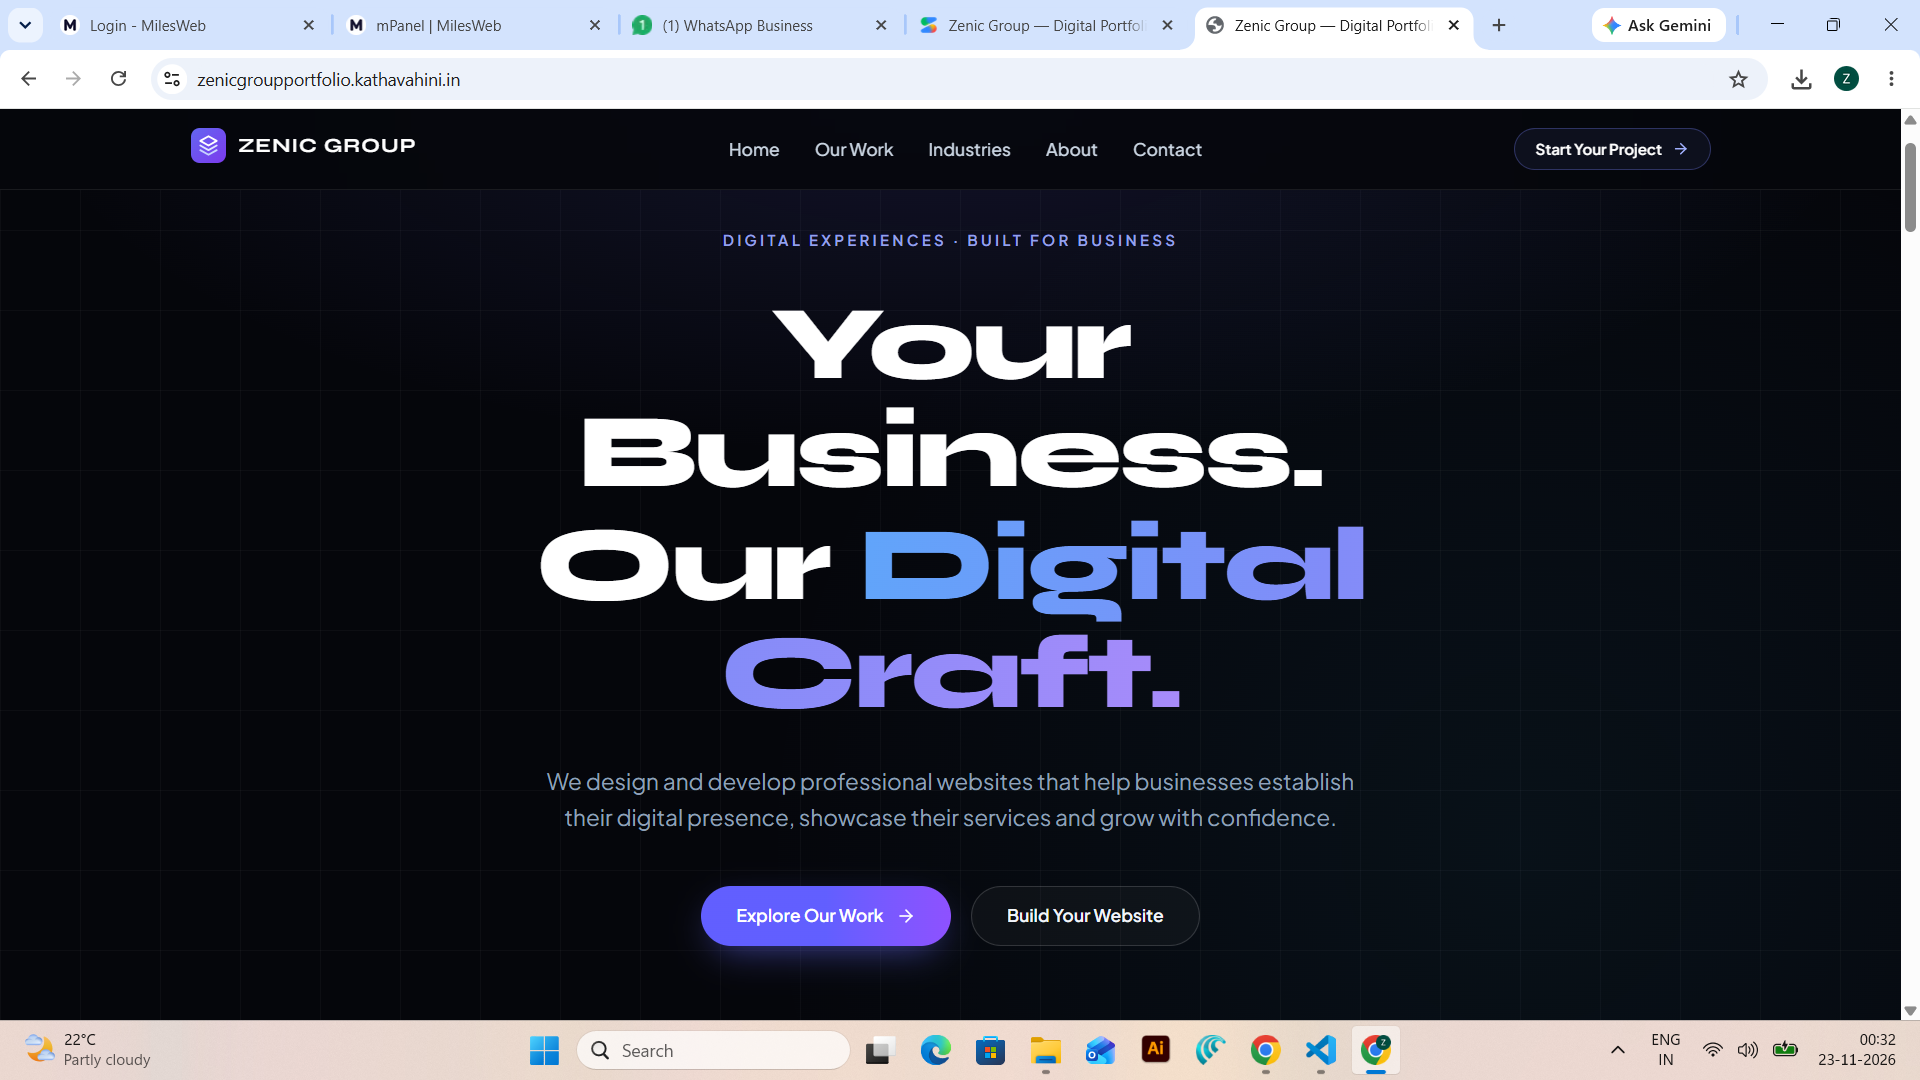 Login - MilesWeb
mPanel | MilesWeb
(1) WhatsApp Business
Zenic Group — Digital Portfol
Zenic Group — Digital Portfol
Ask Gemini
zenicgroupportfolio.kathavahini.in
Z
ZENIC GROUP
Home
Our Work
Industries
About
Contact
Start Your Project
DIGITAL EXPERIENCES · BUILT FOR BUSINESS
Your
Business.
Our Digital
Craft.
We design and develop professional websites that help businesses establish
their digital presence, showcase their services and grow with confidence.
Explore Our Work
Build Your Website
22°C
Partly cloudy
Search
Ai
ENG
IN
00:32
23-11-2026